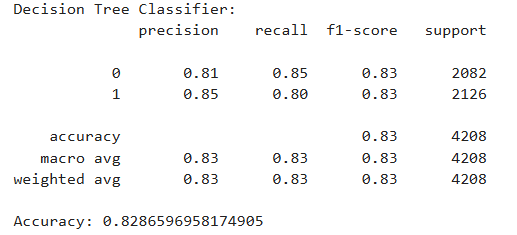 Decision Tree Classifier:
precision recall f1-score support
0 0.81 0.85 0.83 2082
1 0.85 0.80 0.83 2126
accuracy 0.83 4208
macro avg 0.83 0.83 0.83 4208
weighted avg 0.83 0.83 0.83 4208
Accuracy: 0.8286596958174905